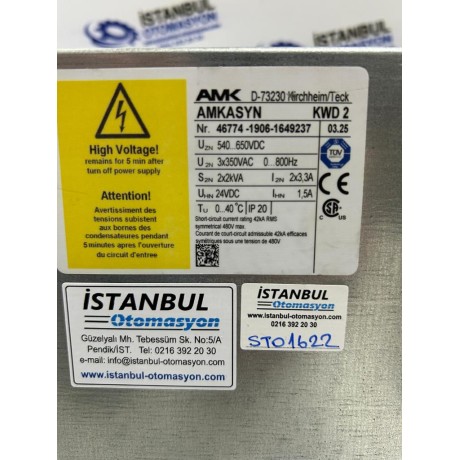 İSTANBUL
Otomasyon
High Voltage!
remains for 5 min after
turn off power supply
Attention!
Avertissement des
tensions subsistent
aux bornes des
condensateurs pendant
5 minutes apres l'ouverture
du circuit d'entree
AMK D-73230 Kirchheim/Teck
AMKASYN KWD 2
Nr. 46774-1906-1649237 03.25
UZN 540...650VDC
U2N 3x350VAC 0...800Hz
S2N 2x2kVA I2N 2x3,3A
UHN 24VDC IHN 1,5A
TU 0...40°C IP 20
Short-circuit current rating 42kA RMS
symmetrical 480V max.
Courant de court-circuit admissible 42kA efficaces
symétriques sous une tension de 480V
TÜV
CE
c us
İSTANBUL
Otomasyon
Güzelyalı Mh. Tebessüm Sk. No:5/A
Pendik/İST. Tel: 0216 392 20 30
e-mail: info@istanbul-otomasyon.com
www.istanbul-otomasyon.com
İSTANBUL
Otomasyon
www.istanbul-otomasyon.com
0216 392 20 30
STO1622